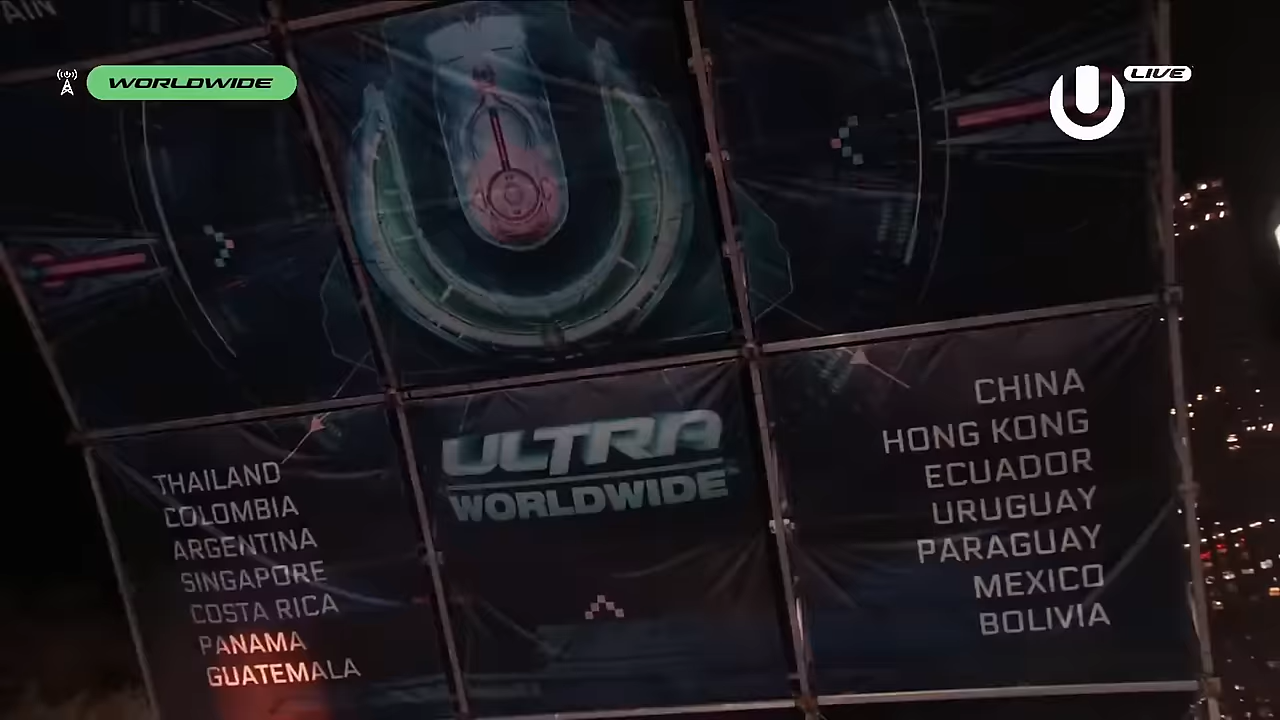 AIN
WORLDWIDE
LIVE
THAILAND
COLOMBIA
ARGENTINA
SINGAPORE
COSTA RICA
PANAMA
GUATEMALA
ULTRA
WORLDWIDE
CHINA
HONG KONG
ECUADOR
URUGUAY
PARAGUAY
MEXICO
BOLIVIA